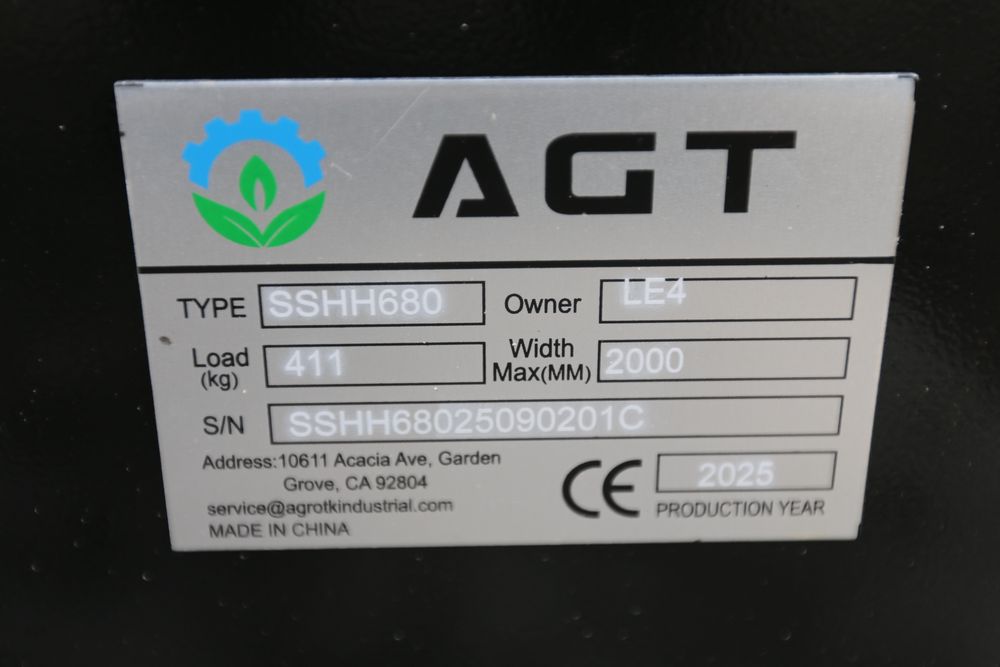 AGT
TYPE SSHH680 Owner LE4
Load (kg) 411 Width Max(MM) 2000
S/N SSHH68025090201C
Address:10611 Acacia Ave, Garden
Grove, CA 92804
service@agrotkindustrial.com
MADE IN CHINA
CE 2025
PRODUCTION YEAR